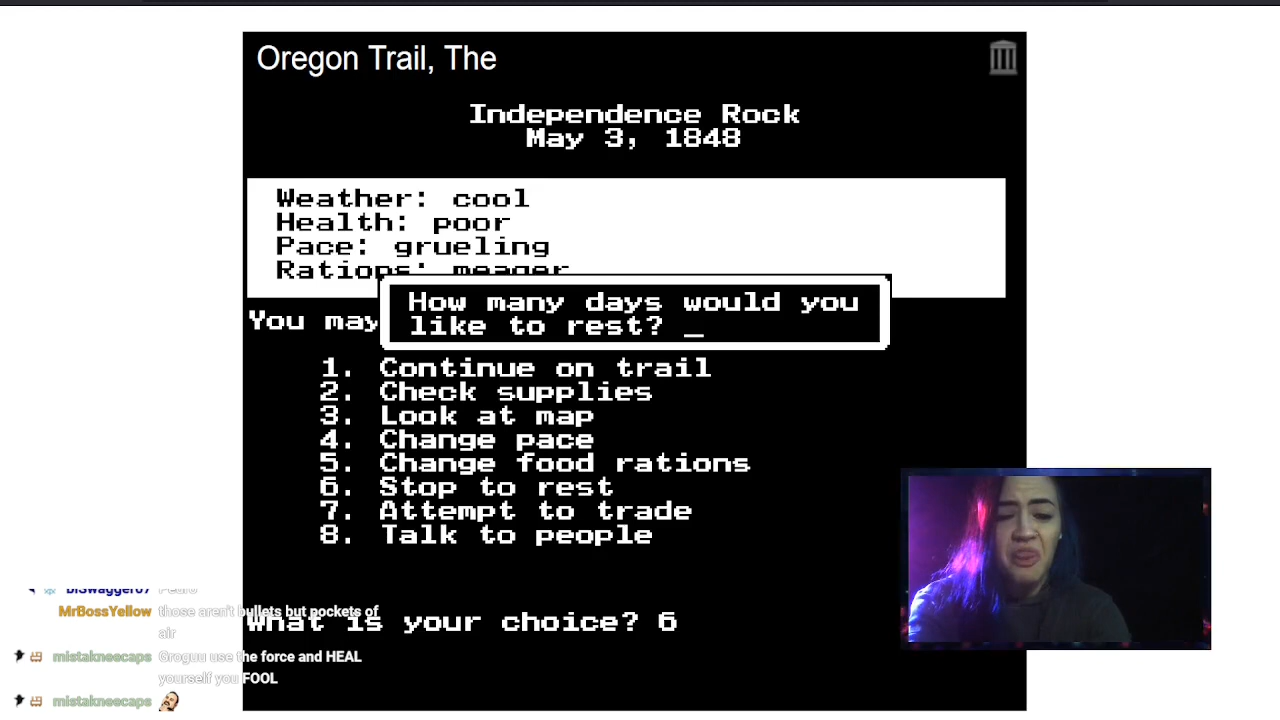 Oregon Trail, The
Independence Rock
May 3, 1848
Weather: cool
Health: poor
Pace: grueling
Rations: meager
How many days would you
like to rest? _
You may
1. Continue on trail
2. Check supplies
3. Look at map
4. Change pace
5. Change food rations
6. Stop to rest
7. Attempt to trade
8. Talk to people
What is your choice? 6
Pedro
MrBossYellow those aren't bullets but pockets of
air
mistakneecaps Groguu use the force and HEAL
yourself you FOOL
mistakneecaps